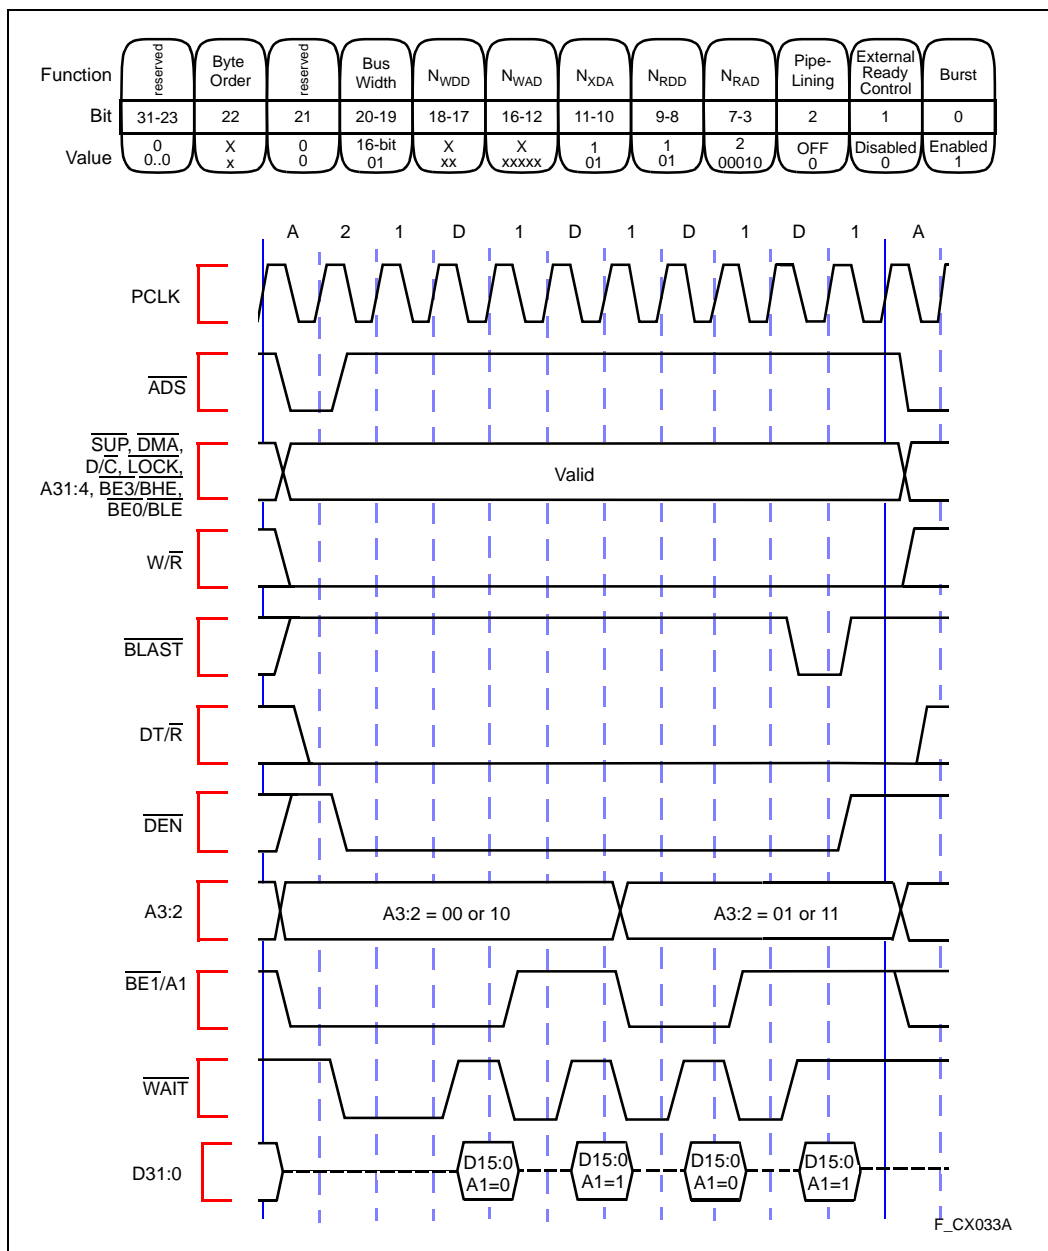 Function reserved Byte Order reserved Bus Width NWDD NWAD NXDA NRDD NRAD Pipe-Lining External Ready Control Burst
Bit 31-23 22 21 20-19 18-17 16-12 11-10 9-8 7-3 2 1 0
Value 0 0..0 X x 0 0 16-bit 01 X xx X xxxxx 1 01 1 01 2 00010 OFF 0 Disabled 0 Enabled 1
A 2 1 D 1 D 1 D 1 D 1 A
PCLK
ADS
SUP, DMA,
D/C, LOCK,
A31:4, BE3/BHE,
BE0/BLE
Valid
W/R
BLAST
DT/R
DEN
A3:2
A3:2 = 00 or 10
A3:2 = 01 or 11
BE1/A1
WAIT
D31:0
D15:0 D15:0 D15:0 D15:0
A1=0 A1=1 A1=0 A1=1
F_CX033A